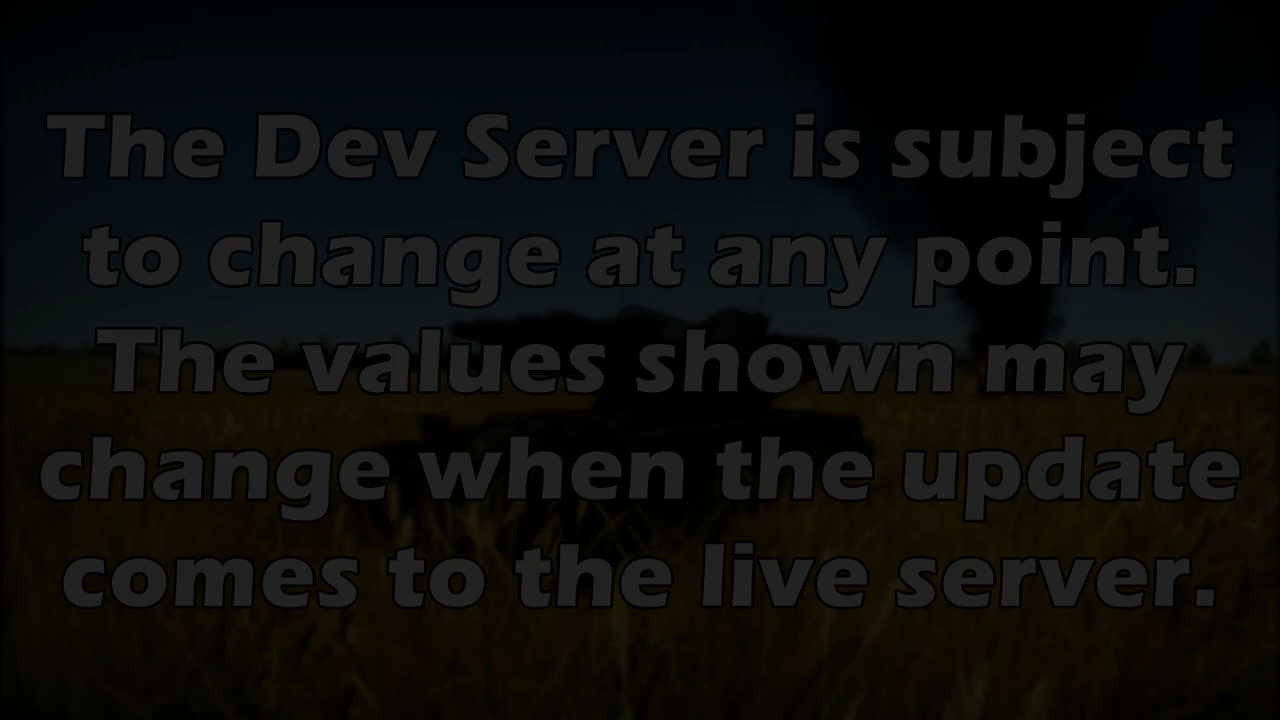 The Dev Server is subject
to change at any point.
The values shown may
change when the update
comes to the live server.